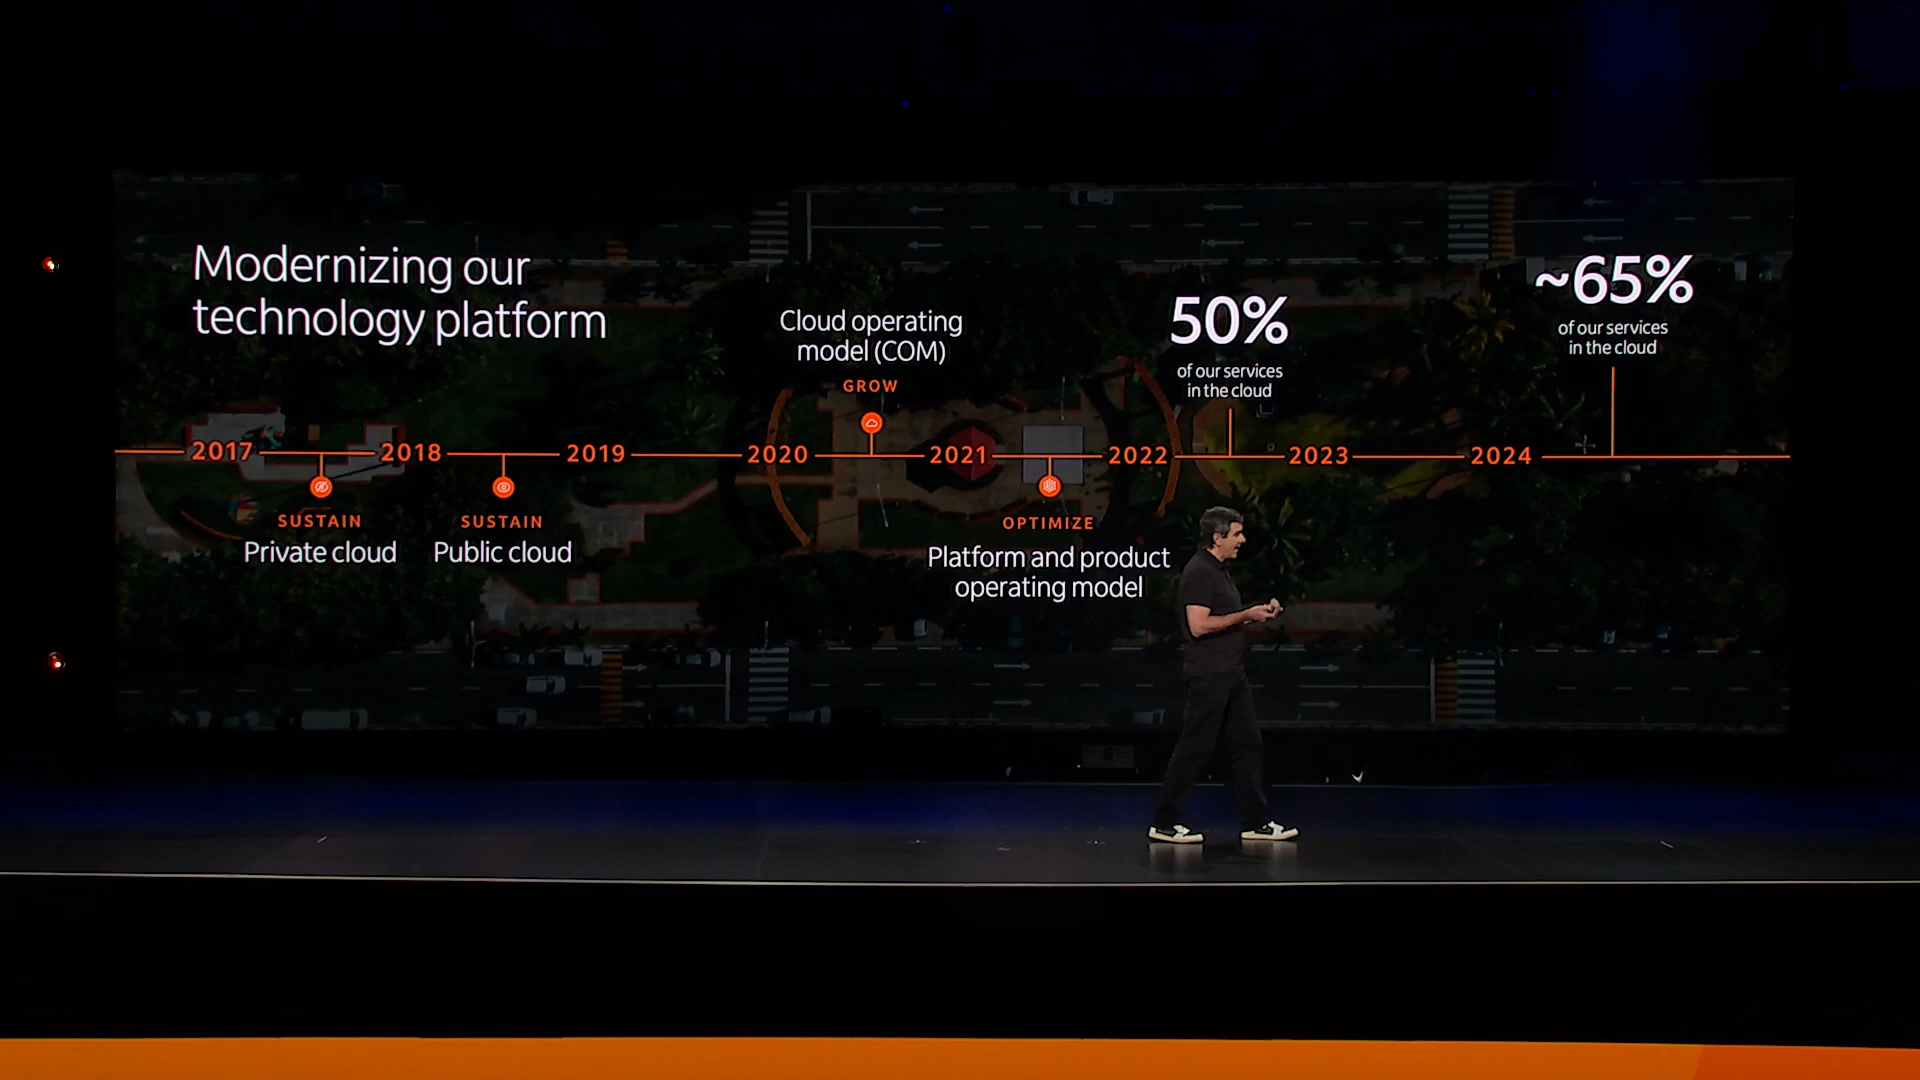 Modernizing our
technology platform
Cloud operating
model (COM)
GROW
50%
of our services
in the cloud
~65%
of our services
in the cloud
2017
2018
2019
2020
2021
2022
2023
2024
SUSTAIN
Private cloud
SUSTAIN
Public cloud
OPTIMIZE
Platform and product
operating model